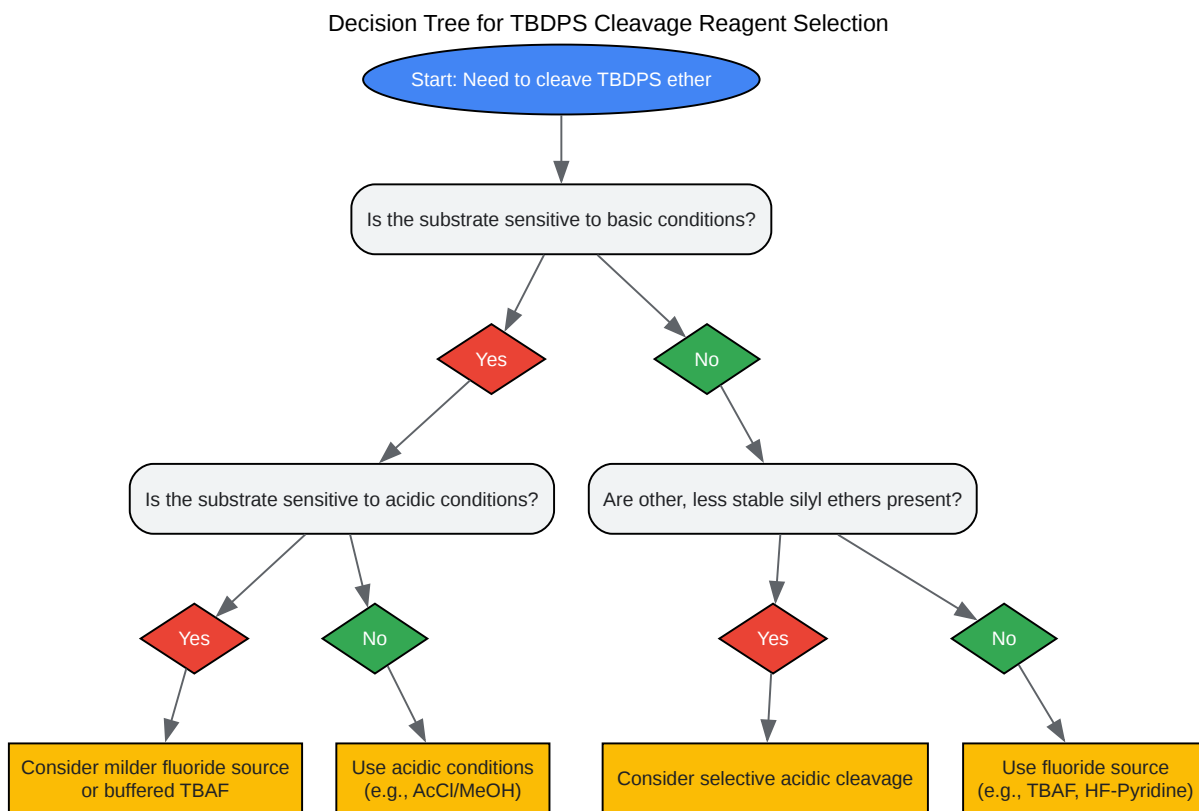 Decision Tree for TBDPS Cleavage Reagent Selection
Start: Need to cleave TBDPS ether
Is the substrate sensitive to basic conditions?
Yes
No
Is the substrate sensitive to acidic conditions?
Are other, less stable silyl ethers present?
Yes
No
Yes
No
Consider milder fluoride source
or buffered TBAF
Use acidic conditions
(e.g., AcCl/MeOH)
Consider selective acidic cleavage
Use fluoride source
(e.g., TBAF, HF-Pyridine)